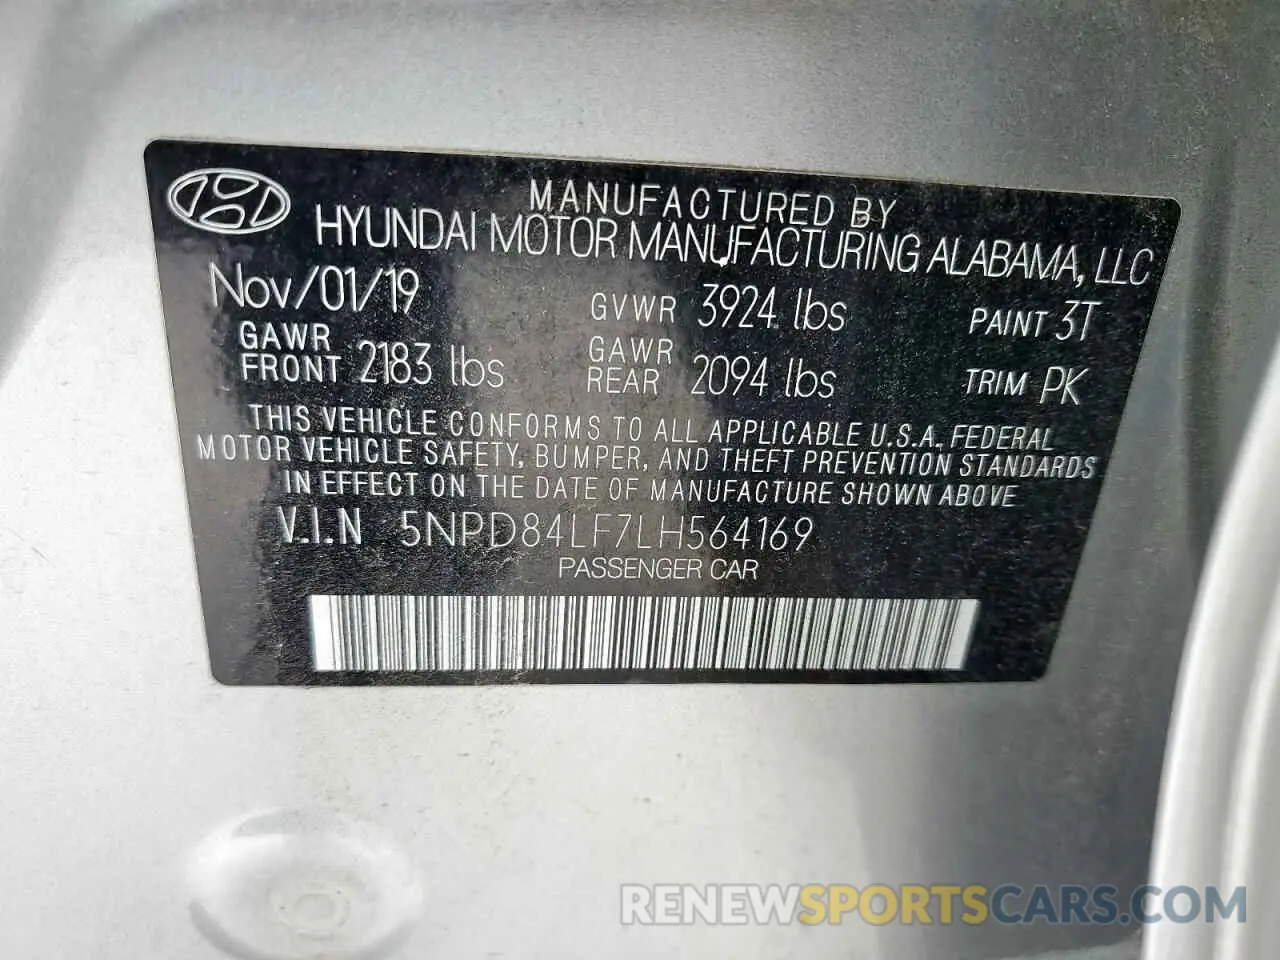 MANUFACTURED BY
HYUNDAI MOTOR MANUFACTURING ALABAMA, LLC
Nov/01/19 GVWR 3924 lbs PAINT 3T
GAWR FRONT 2183 lbs GAWR REAR 2094 lbs TRIM PK
THIS VEHICLE CONFORMS TO ALL APPLICABLE U.S.A. FEDERAL
MOTOR VEHICLE SAFETY, BUMPER, AND THEFT PREVENTION STANDARDS
IN EFFECT ON THE DATE OF MANUFACTURE SHOWN ABOVE
V.I.N 5NPD84LF7LH564169
PASSENGER CAR
RENEWSPORTSCARS.COM